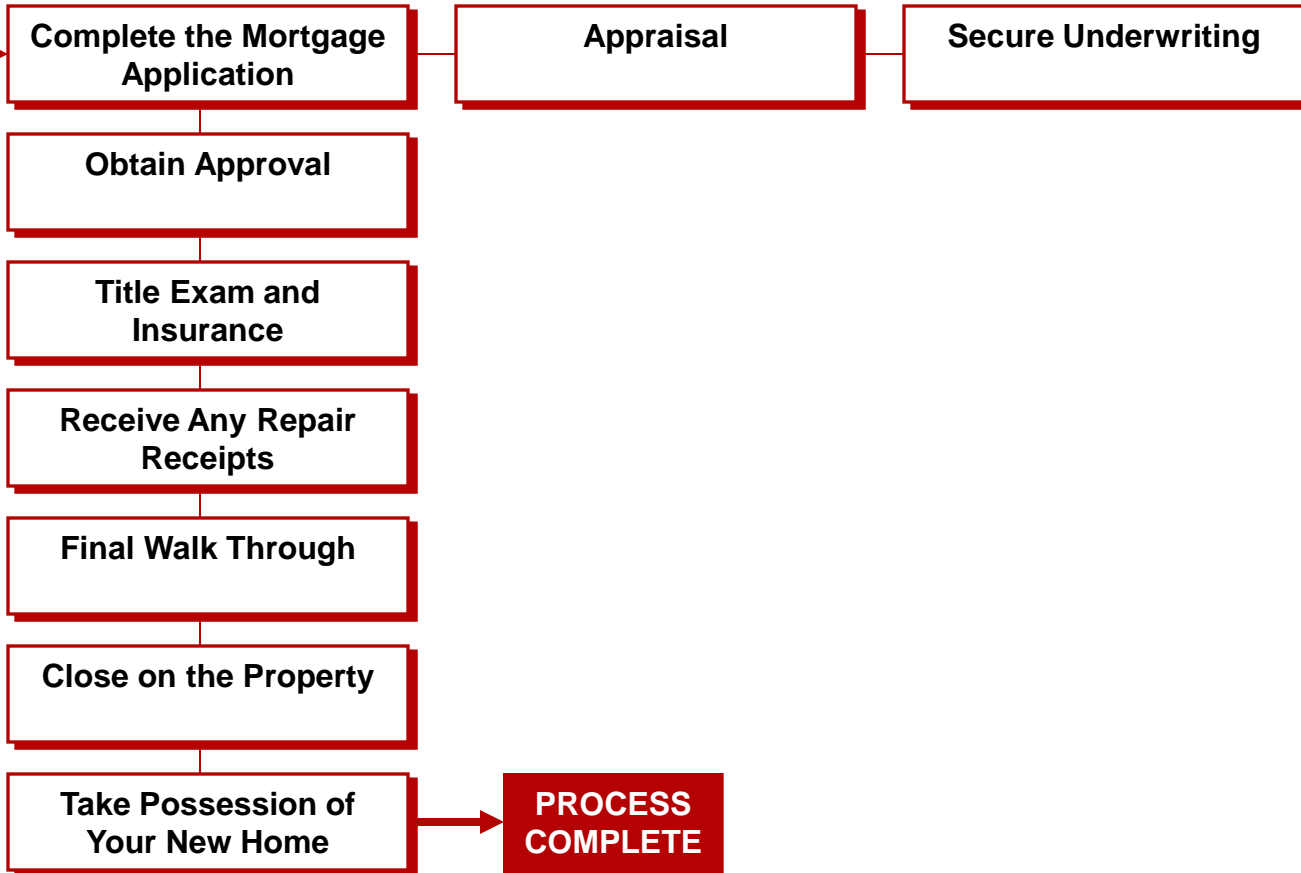 Complete the Mortgage
Application
Appraisal
Secure Underwriting
Obtain Approval
Title Exam and
Insurance
Receive Any Repair
Receipts
Final Walk Through
Close on the Property
Take Possession of
Your New Home
PROCESS
COMPLETE